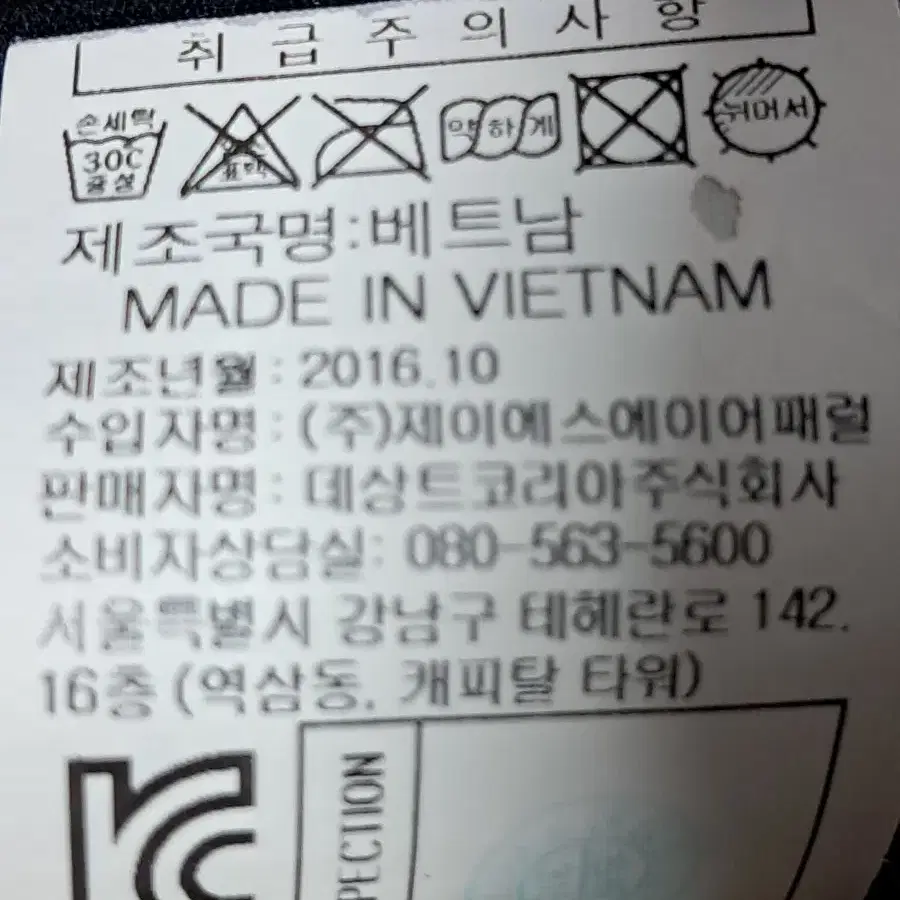 취급주의사항
손세탁
30C
중성
표백
약하게
뉘어서
제조국명:베트남
MADE IN VIETNAM
제조년월: 2016.10
수입자명: (주)제이에스에이어패럴
판매자명: 데상트코리아주식회사
소비자상담실: 080-563-5600
서울특별시 강남구 테헤란로 142.
16층 (역삼동. 캐피탈 타워)
PECTION